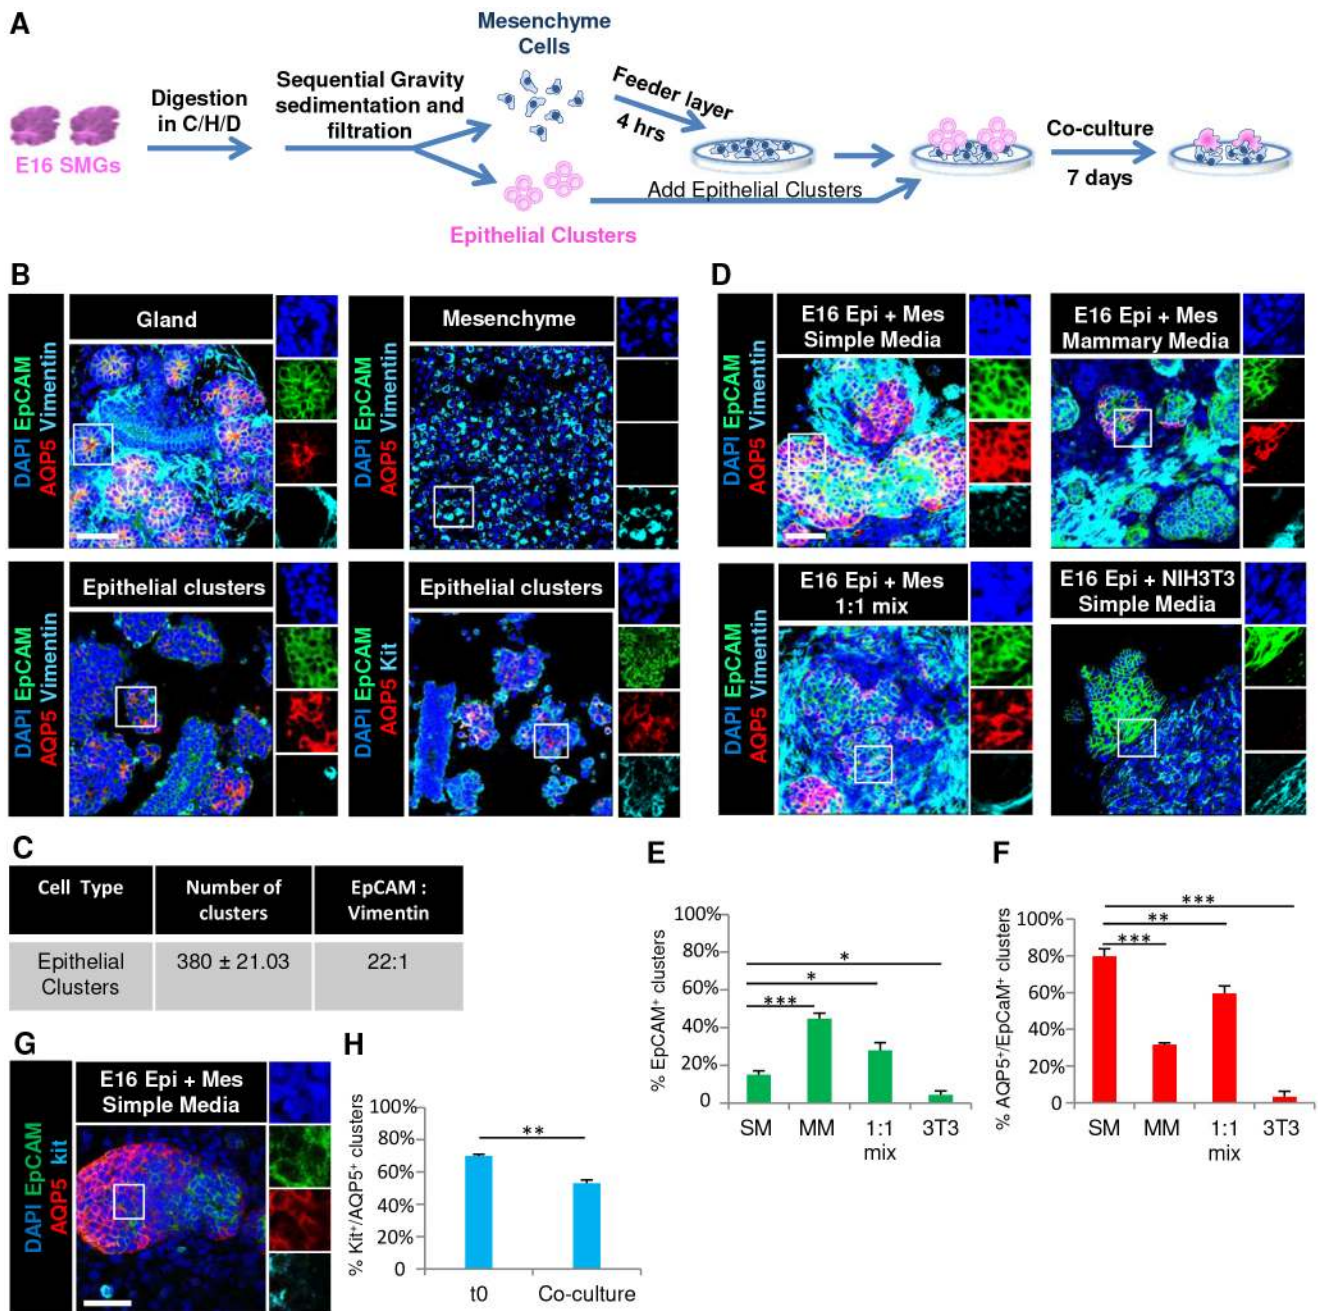 A
E16 SMGs
Digestion
in C/H/D
Sequential Gravity
sedimentation and
filtration
Mesenchyme
Cells
Epithelial Clusters
Feeder layer
4 hrs
Add Epithelial Clusters
Co-culture
7 days
B
DAPI EpCAM
AQP5 Vimentin
Gland
DAPI EpCAM
AQP5 Vimentin
Mesenchyme
DAPI EpCAM
AQP5 Vimentin
Epithelial clusters
DAPI EpCAM
AQP5 Kit
Epithelial clusters
D
DAPI EpCAM
AQP5 Vimentin
E16 Epi + Mes
Simple Media
E16 Epi + Mes
Mammary Media
DAPI EpCAM
AQP5 Vimentin
E16 Epi + Mes
1:1 mix
E16 Epi + NIH3T3
Simple Media
C
Cell Type
Number of
clusters
EpCAM :
Vimentin
Epithelial
Clusters
380 ± 21.03
22:1
E
% EpCAM+ clusters
100%
80%
60%
40%
20%
0
*
*
***
SM
MM
1:1
mix
3T3
F
% AQP5+/EpCaM+ clusters
100%
80%
60%
40%
20%
0
***
**
***
SM
MM
1:1
mix
3T3
G
DAPI EpCAM
AQP5 kit
E16 Epi + Mes
Simple Media
H
% Kit+/AQP5+ clusters
100%
80%
60%
40%
20%
0
**
t0
Co-culture